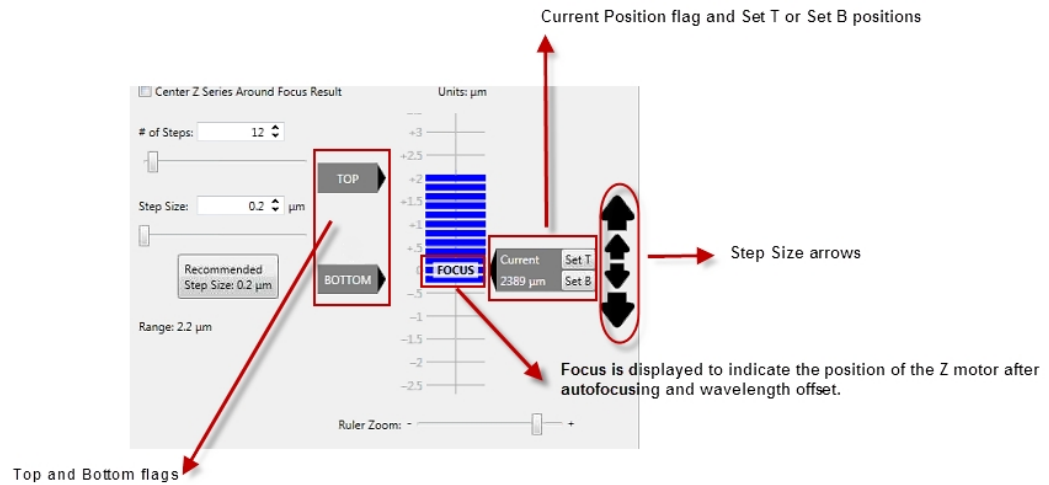 Current Position flag and Set T or Set B positions
Center Z Series Around Focus Result
Units: µm
# of Steps:
12
+3
+2.5
TOP
+2
+1.5
Step Size:
0.2
µm
+1
+.5
Current
Set T
Step Size arrows
Recommended
Step Size: 0.2 µm
BOTTOM
0
FOCUS
2389 µm
Set B
-.5
Range: 2.2 µm
-1
-1.5
-2
Focus is displayed to indicate the position of the Z motor after
autofocusing and wavelength offset.
-2.5
Ruler Zoom: -
+
Top and Bottom flags